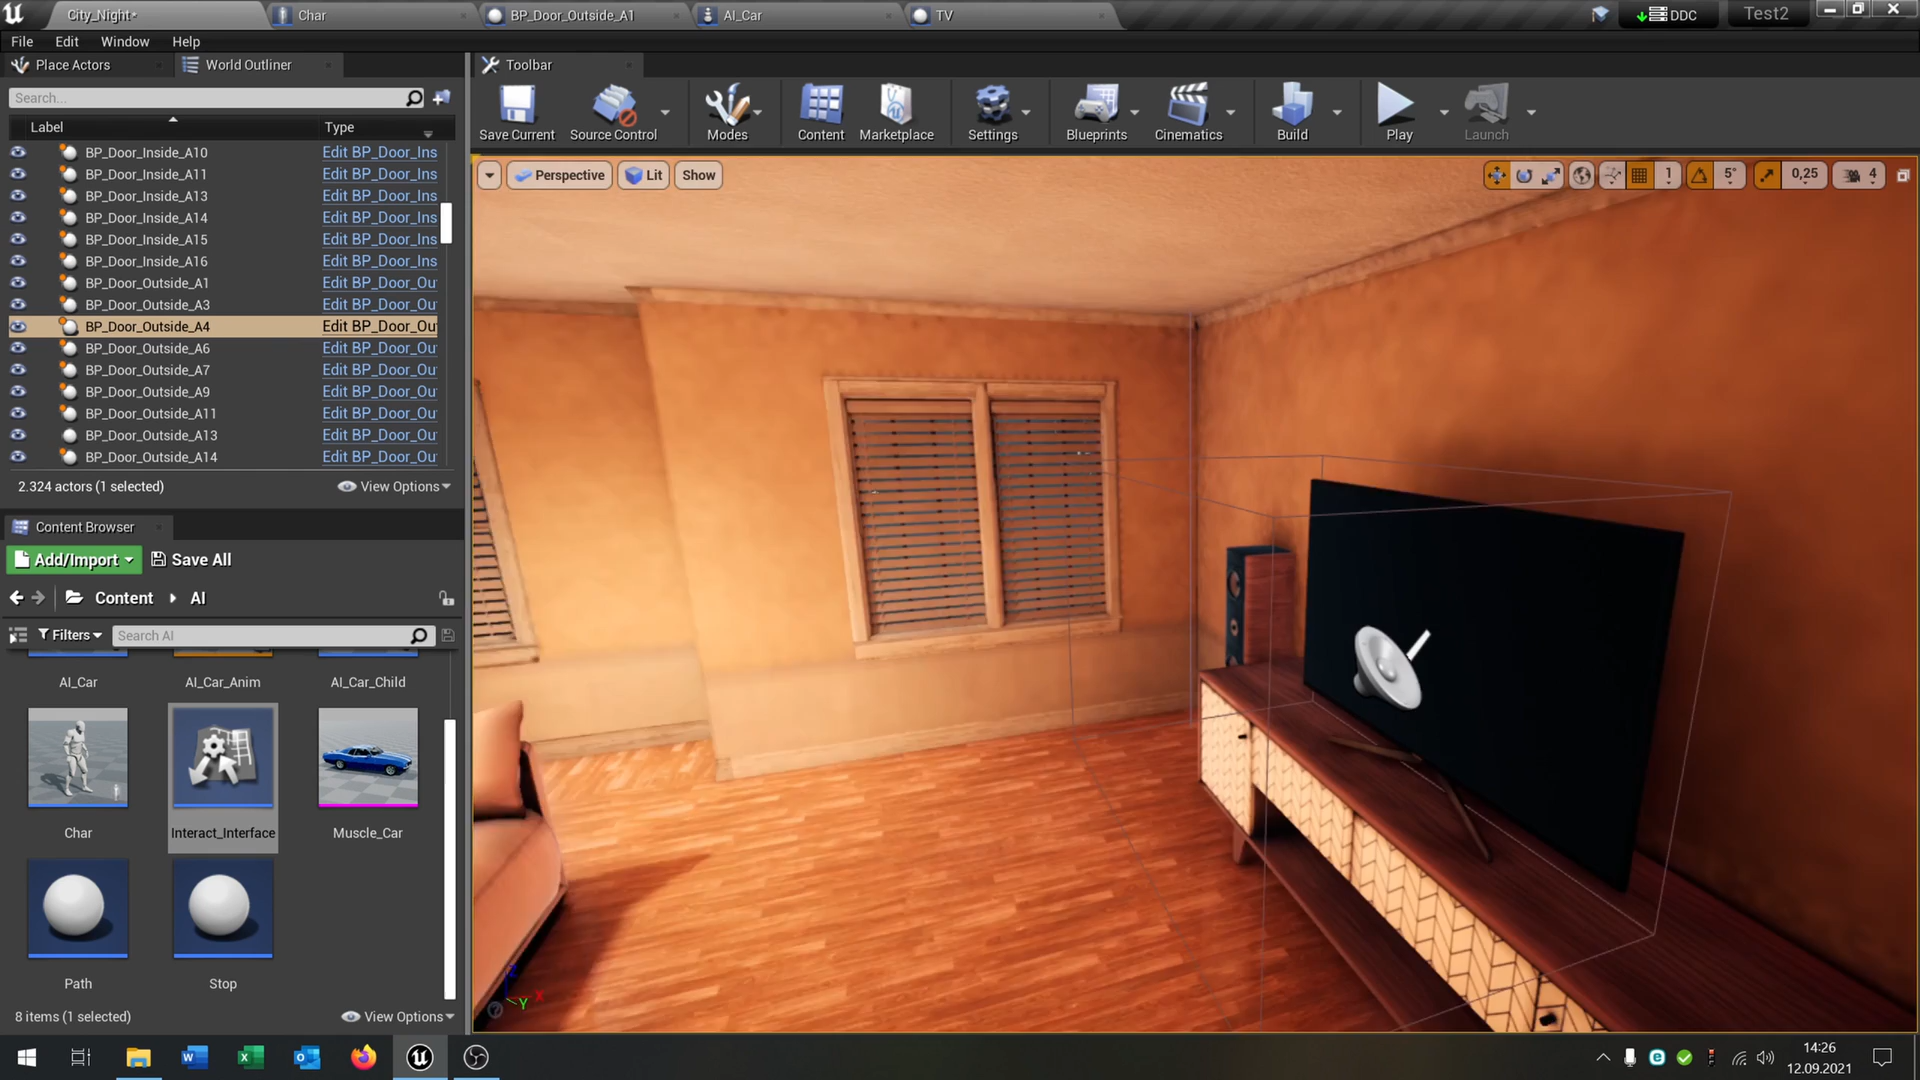 City_Night•
Char
BP_Door_Outside_A1
AI_Car
TV
DDC
Test2
File
Edit
Window
Help
Place Actors
World Outliner
Toolbar
Search...
Save Current
Source Control
Modes
Content
Marketplace
Settings
Blueprints
Cinematics
Build
Play
Launch
Label
Type
BP_Door_Inside_A10
Edit BP_Door_Ins
BP_Door_Inside_A11
Edit BP_Door_Ins
BP_Door_Inside_A13
Edit BP_Door_Ins
BP_Door_Inside_A14
Edit BP_Door_Ins
BP_Door_Inside_A15
Edit BP_Door_Ins
BP_Door_Inside_A16
Edit BP_Door_Ins
BP_Door_Outside_A1
Edit BP_Door_Ou
BP_Door_Outside_A3
Edit BP_Door_Ou
BP_Door_Outside_A4
Edit BP_Door_Ou
BP_Door_Outside_A6
Edit BP_Door_Ou
BP_Door_Outside_A7
Edit BP_Door_Ou
BP_Door_Outside_A9
Edit BP_Door_Ou
BP_Door_Outside_A11
Edit BP_Door_Ou
BP_Door_Outside_A13
Edit BP_Door_Ou
BP_Door_Outside_A14
Edit BP_Door_Ou
2.324 actors (1 selected)
View Options
Perspective
Lit
Show
1
5°
0,25
4
Content Browser
Add/Import
Save All
Content
AI
Filters
Search AI
AI_Car
AI_Car_Anim
AI_Car_Child
Char
Interact_Interface
Muscle_Car
Path
Stop
8 items (1 selected)
View Options
Z
X
Y
14:26
12.09.2021